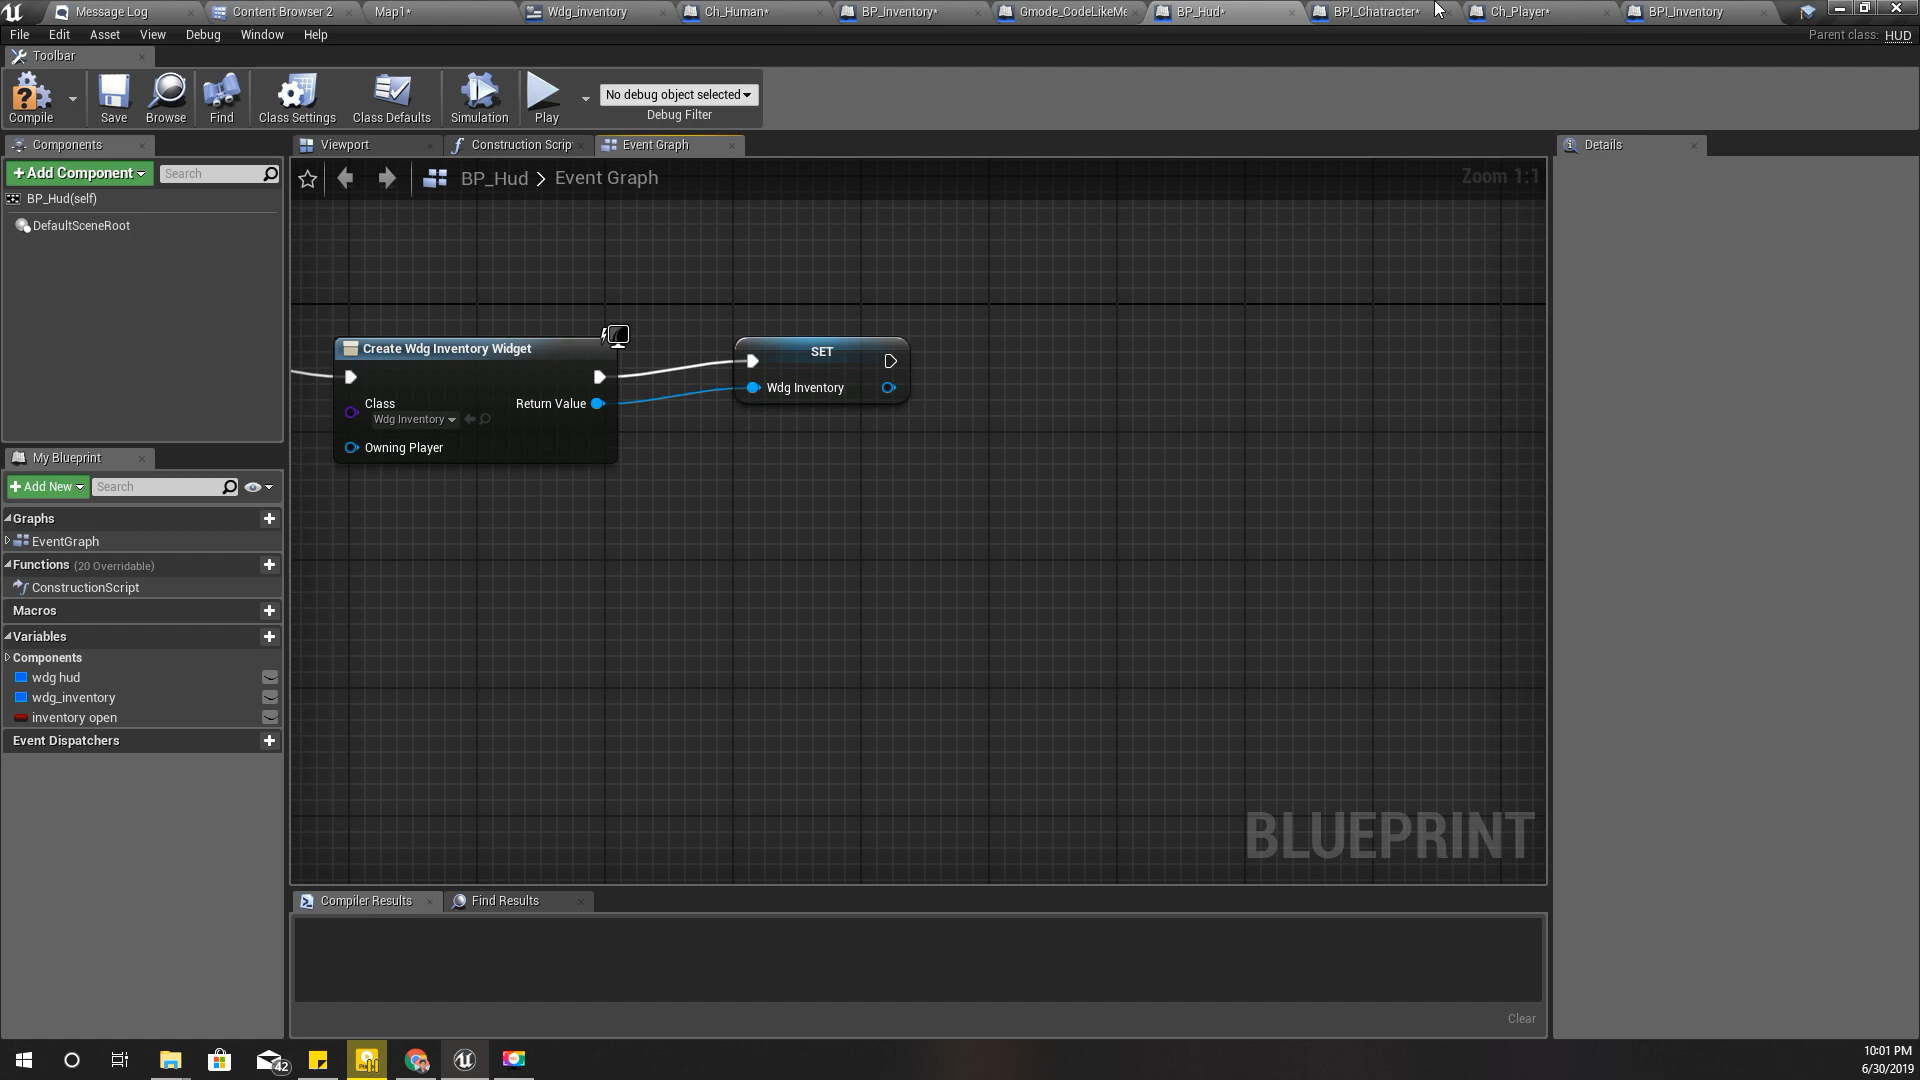 Message Log
Content Browser 2
Map1*
Wdg_inventory
Ch_Human*
BP_Inventory*
Gmode_CodeLikeMe
BP_Hud*
BPI_Chatracter*
Ch_Player*
BPI_Inventory
File
Edit
Asset
View
Debug
Window
Help
Parent class: HUD
Toolbar
Compile
Save
Browse
Find
Class Settings
Class Defaults
Simulation
Play
No debug object selected
Debug Filter
Components
Viewport
Construction Scrip
Event Graph
Details
+Add Component
Search
BP_Hud > Event Graph
Zoom 1:1
BP_Hud(self)
DefaultSceneRoot
Create Wdg Inventory Widget
Class
Wdg Inventory
Return Value
Owning Player
SET
Wdg Inventory
My Blueprint
+Add New
Search
Graphs
EventGraph
Functions (20 Overridable)
ConstructionScript
Macros
Variables
Components
wdg hud
wdg_inventory
inventory open
Event Dispatchers
BLUEPRINT
Compiler Results
Find Results
Clear
42
10:01 PM
6/30/2019